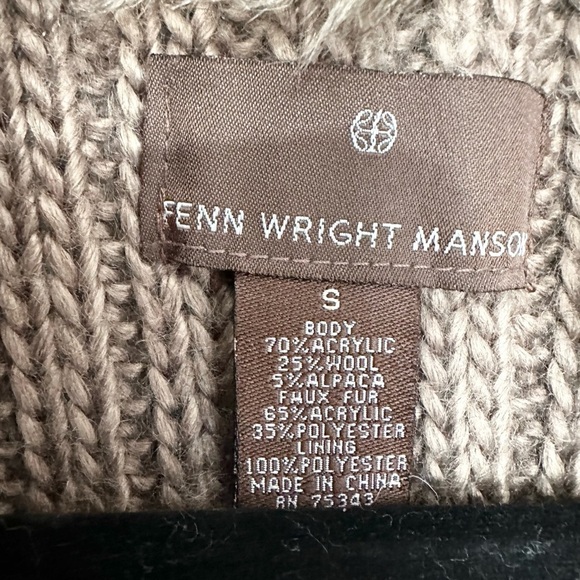 FENN WRIGHT MANSON
S
BODY
70%ACRYLIC
25%WOOL
5%ALPACA
FAUX FUR
65%ACRYLIC
35%POLYESTER
LINING
100%POLYESTER
MADE IN CHINA
RN 75343